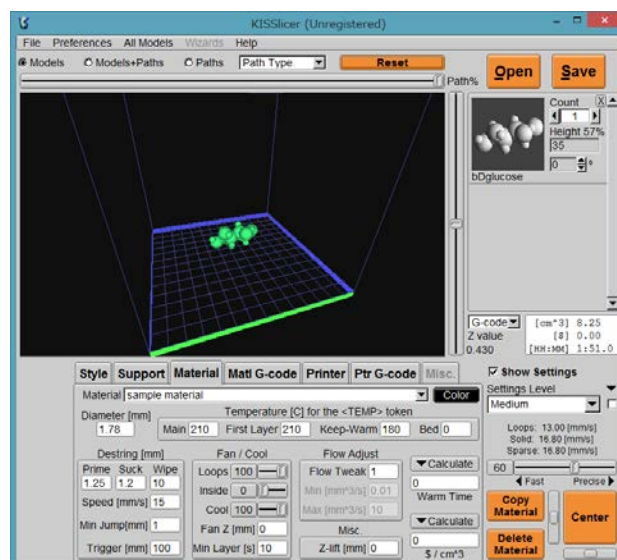 KISSlicer (Unregistered)
File Preferences All Models Wizards Help
Models Models+Paths Paths Path Type Reset
Path%
Open Save
Count X
1
Height 57%
35
0 °
bDglucose
G-code
Z value
0.430
[cm^3] 8.25
[$] 0.00
[HH:MM] 1:51.0
Style Support Material Matl G-code Printer Ptr G-code Misc.
Material sample material Color
Diameter [mm]
1.78
Temperature [C] for the <TEMP> token
Main 210 First Layer 210 Keep-Warm 180 Bed 0
Destring [mm]
Prime Suck Wipe
1.25 1.2 10
Speed [mm/s] 15
Min Jump[mm] 1
Trigger [mm] 100
Fan / Cool
Loops 100
Inside 0
Cool 100
Fan Z [mm] 0
Min Layer [s] 10
Flow Adjust
Flow Tweak 1
Min [mm^3/s] 0.01
Max [mm^3/s] 10
Misc.
Z-lift [mm] 0
Calculate
0
Warm Time
Calculate
0
$ / cm^3
Show Settings
Settings Level
Medium
Loops: 13.00 [mm/s]
Solid: 16.80 [mm/s]
Sparse: 16.80 [mm/s]
60
Fast Precise
Copy Material
Delete Material
Center